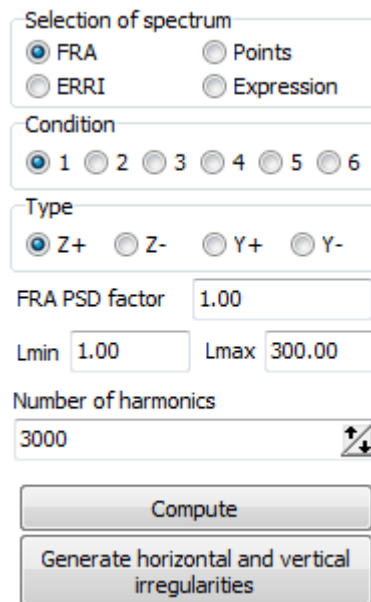 Selection of spectrum
FRA Points
ERRI Expression
Condition
1 2 3 4 5 6
Type
Z+ Z- Y+ Y-
FRA PSD factor 1.00
Lmin 1.00 Lmax 300.00
Number of harmonics
3000
Compute
Generate horizontal and vertical
irregularities